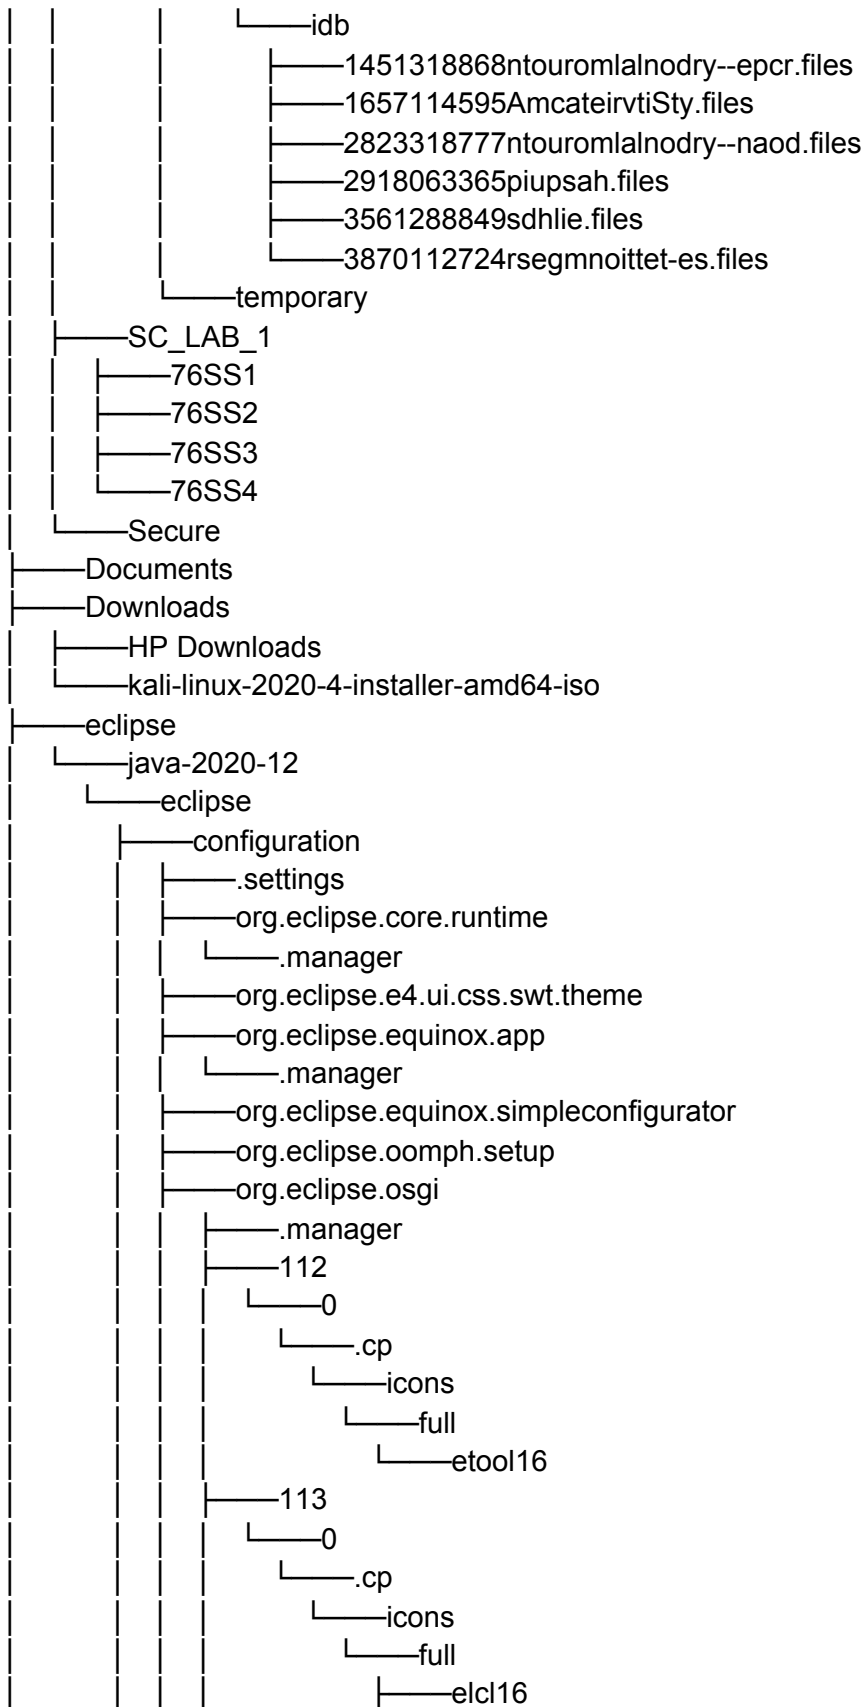 │ │ │ └───idb
│ │ │ ├───1451318868ntouromlalnodry--epcr.files
│ │ │ ├───1657114595AmcateirvtiSty.files
│ │ │ ├───2823318777ntouromlalnodry--naod.files
│ │ │ ├───2918063365piupsah.files
│ │ │ ├───3561288849sdhlie.files
│ │ │ └───3870112724rsegmnoittet-es.files
│ │ └───temporary
│ ├───SC_LAB_1
│ │ ├───76SS1
│ │ ├───76SS2
│ │ ├───76SS3
│ │ └───76SS4
│ └───Secure
├───Documents
├───Downloads
│ ├───HP Downloads
│ └───kali-linux-2020-4-installer-amd64-iso
├───eclipse
│ └───java-2020-12
│ └───eclipse
│ ├───configuration
│ │ ├───.settings
│ │ ├───org.eclipse.core.runtime
│ │ │ └───.manager
│ │ ├───org.eclipse.e4.ui.css.swt.theme
│ │ ├───org.eclipse.equinox.app
│ │ │ └───.manager
│ │ ├───org.eclipse.equinox.simpleconfigurator
│ │ ├───org.eclipse.oomph.setup
│ │ ├───org.eclipse.osgi
│ │ │ ├───.manager
│ │ │ ├───112
│ │ │ │ └───0
│ │ │ │ └───.cp
│ │ │ │ └───icons
│ │ │ │ └───full
│ │ │ │ └───etool16
│ │ │ ├───113
│ │ │ │ └───0
│ │ │ │ └───.cp
│ │ │ │ └───icons
│ │ │ │ └───full
│ │ │ │ ├───elcl16